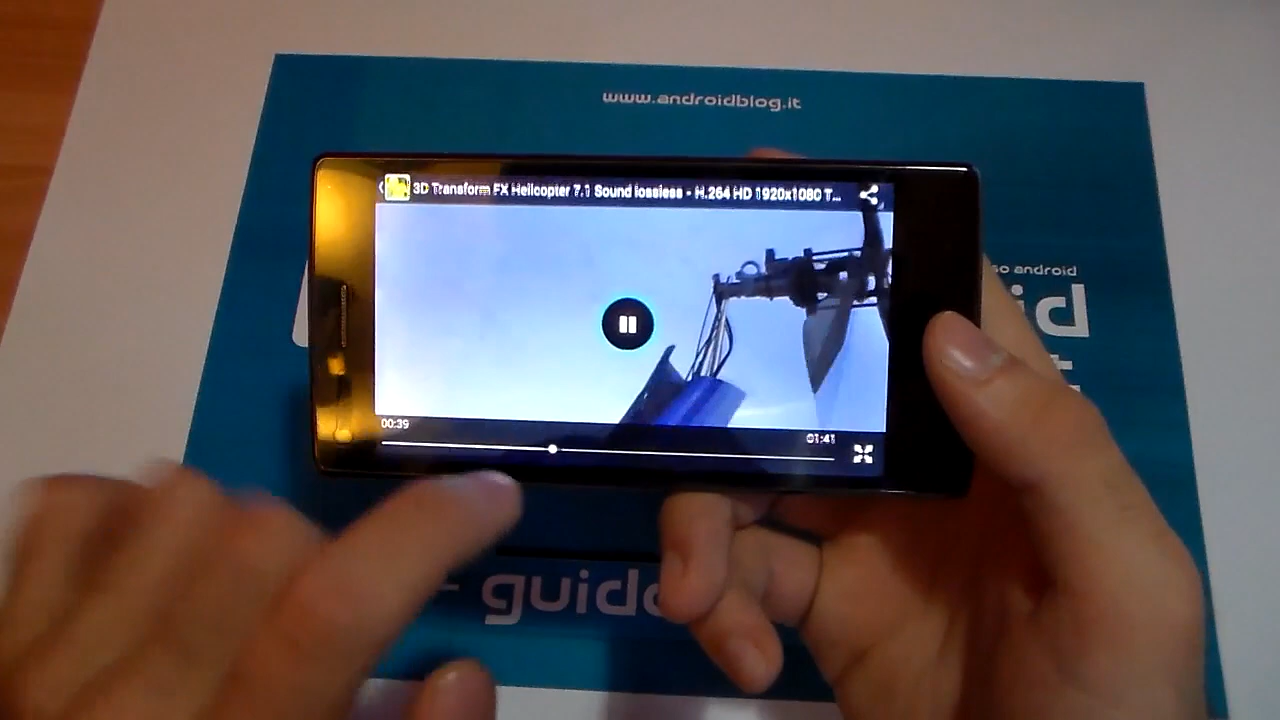 www.androidblog.it
3D Transform FX Helicopter 7.1 Sound lossless - H.264 HD 1920x1080 T...
so android
id
00:39
01:41
guide